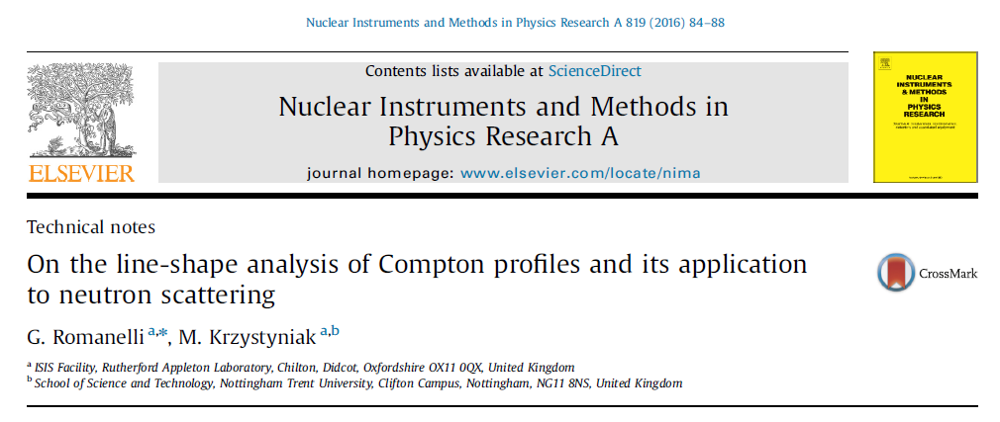 Nuclear Instruments and Methods in Physics Research A 819 (2016) 84–88
Contents lists available at ScienceDirect
Nuclear Instruments and Methods in
Physics Research A
journal homepage: www.elsevier.com/locate/nima
ELSEVIER
NUCLEAR
INSTRUMENTS
& METHODS
IN
PHYSICS
RESEARCH
Technical notes
On the line-shape analysis of Compton profiles and its application
to neutron scattering
CrossMark
G. Romanelli a,*, M. Krzystyniak a,b
a ISIS Facility, Rutherford Appleton Laboratory, Chilton, Didcot, Oxfordshire OX11 0QX, United Kingdom
b School of Science and Technology, Nottingham Trent University, Clifton Campus, Nottingham, NG11 8NS, United Kingdom